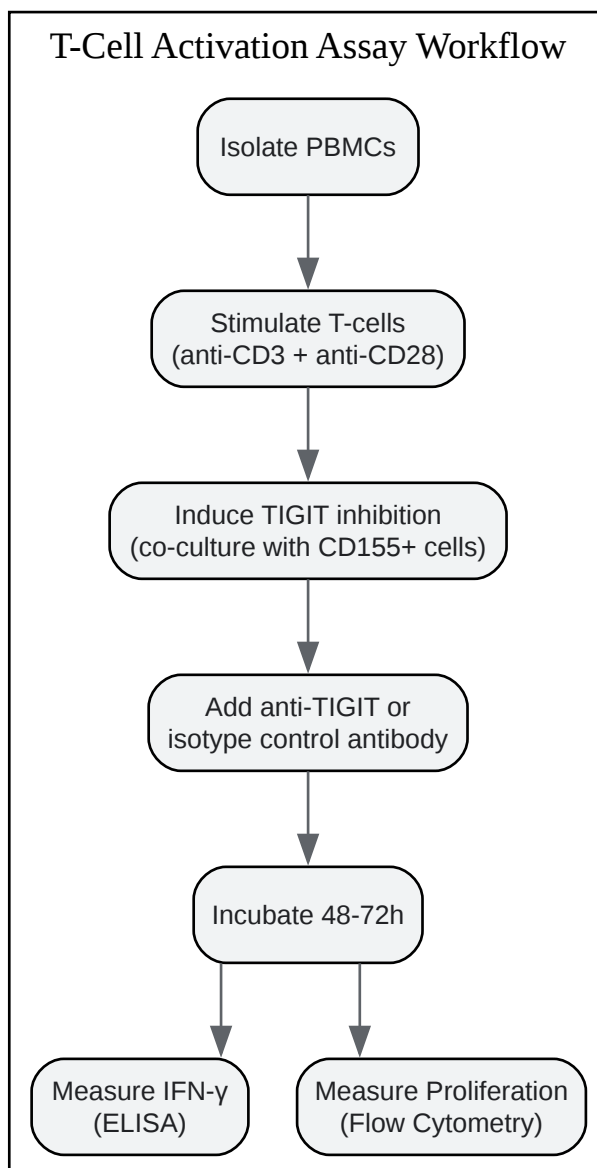 T-Cell Activation Assay Workflow
Isolate PBMCs
Stimulate T-cells
(anti-CD3 + anti-CD28)
Induce TIGIT inhibition
(co-culture with CD155+ cells)
Add anti-TIGIT or
isotype control antibody
Incubate 48-72h
Measure IFN-γ
(ELISA)
Measure Proliferation
(Flow Cytometry)